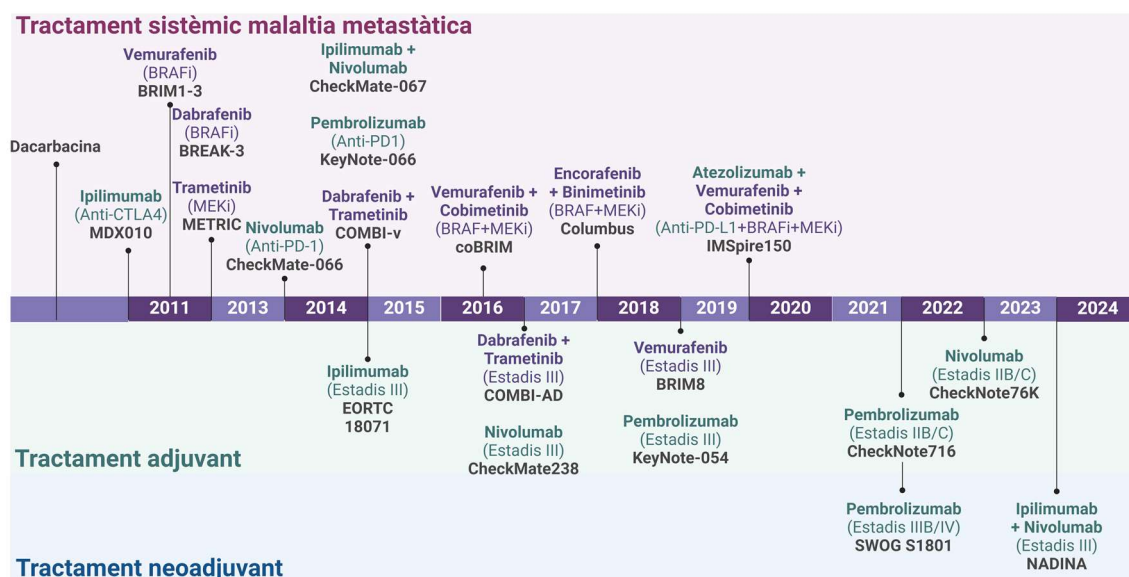 Tractament sistèmic malaltia metastàtica
Dacarbacina
Ipilimumab
(Anti-CTLA4)
MDX010
Vemurafenib
(BRAFi)
BRIM1-3
Dabrafenib
(BRAFi)
BREAK-3
Trametinib
(MEKi)
METRIC
Nivolumab
(Anti-PD-1)
CheckMate-066
Ipilimumab +
Nivolumab
CheckMate-067
Pembrolizumab
(Anti-PD1)
KeyNote-066
Dabrafenib +
Trametinib
COMBI-v
Vemurafenib +
Cobimetinib
(BRAF+MEKi)
coBRIM
Encorafenib
+ Binimetinib
(BRAF+MEKi)
Columbus
Atezolizumab +
Vemurafenib +
Cobimetinib
(Anti-PD-L1+BRAFi+MEKi)
IMSpire150
2011 2013 2014 2015 2016 2017 2018 2019 2020 2021 2022 2023 2024
Ipilimumab
(Estadis III)
EORTC
18071
Dabrafenib +
Trametinib
(Estadis III)
COMBI-AD
Nivolumab
(Estadis III)
CheckMate238
Vemurafenib
(Estadis III)
BRIM8
Pembrolizumab
(Estadis III)
KeyNote-054
Pembrolizumab
(Estadis IIB/C)
CheckNote716
Nivolumab
(Estadis IIB/C)
CheckNote76K
Tractament adjuvant
Pembrolizumab
(Estadis IIIB/IV)
SWOG S1801
Ipilimumab
+ Nivolumab
(Estadis III)
NADINA
Tractament neoadjuvant